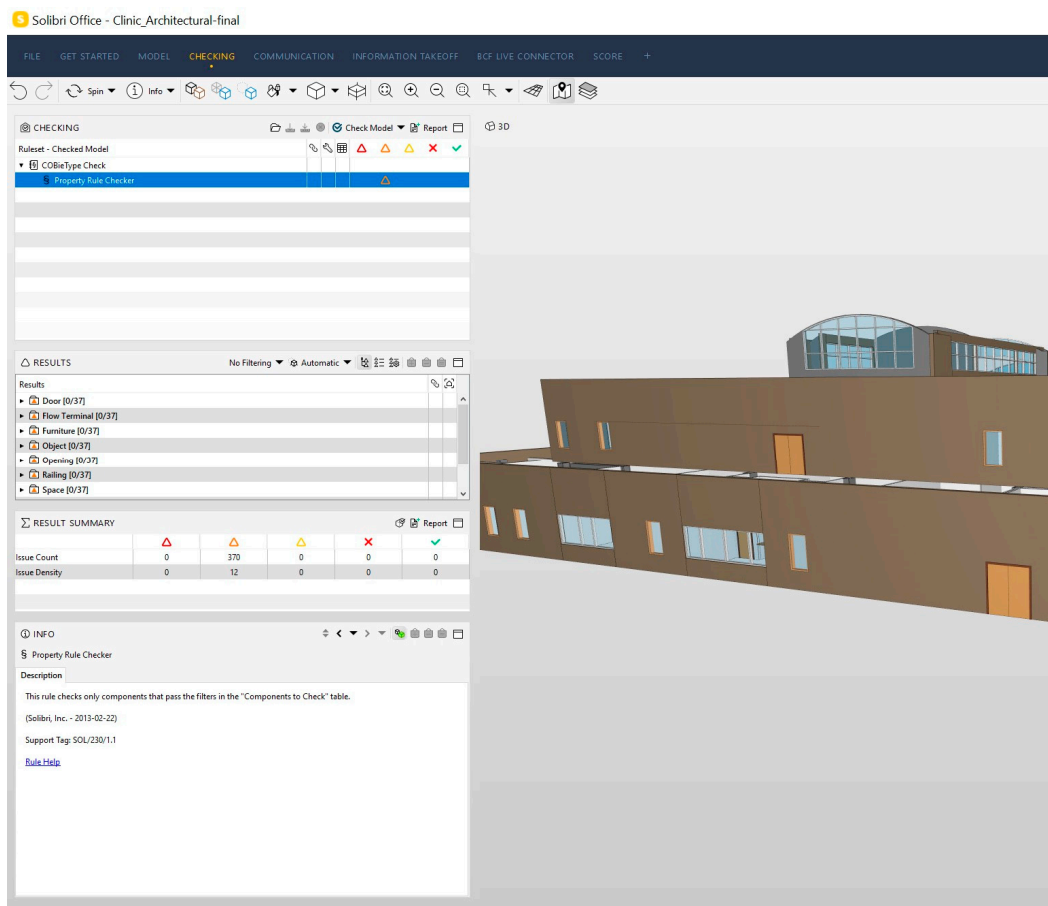 S Solibri Office - Clinic_Architectural-final
FILE GET STARTED MODEL CHECKING COMMUNICATION INFORMATION TAKEOFF BCF LIVE CONNECTOR SCORE +
Spin Info
CHECKING Check Model Report
3D
Ruleset - Checked Model
COBieType Check
§ Property Rule Checker
RESULTS No Filtering Automatic
Results
Door [0/37]
Flow Terminal [0/37]
Furniture [0/37]
Object [0/37]
Opening [0/37]
Railing [0/37]
Space [0/37]
∑ RESULT SUMMARY Report
Issue Count 0 370 0 0 0
Issue Density 0 12 0 0 0
INFO
§ Property Rule Checker
Description
This rule checks only components that pass the filters in the "Components to Check" table.
(Solibri, Inc. - 2013-02-22)
Support Tag: SOL/230/1.1
Rule Help